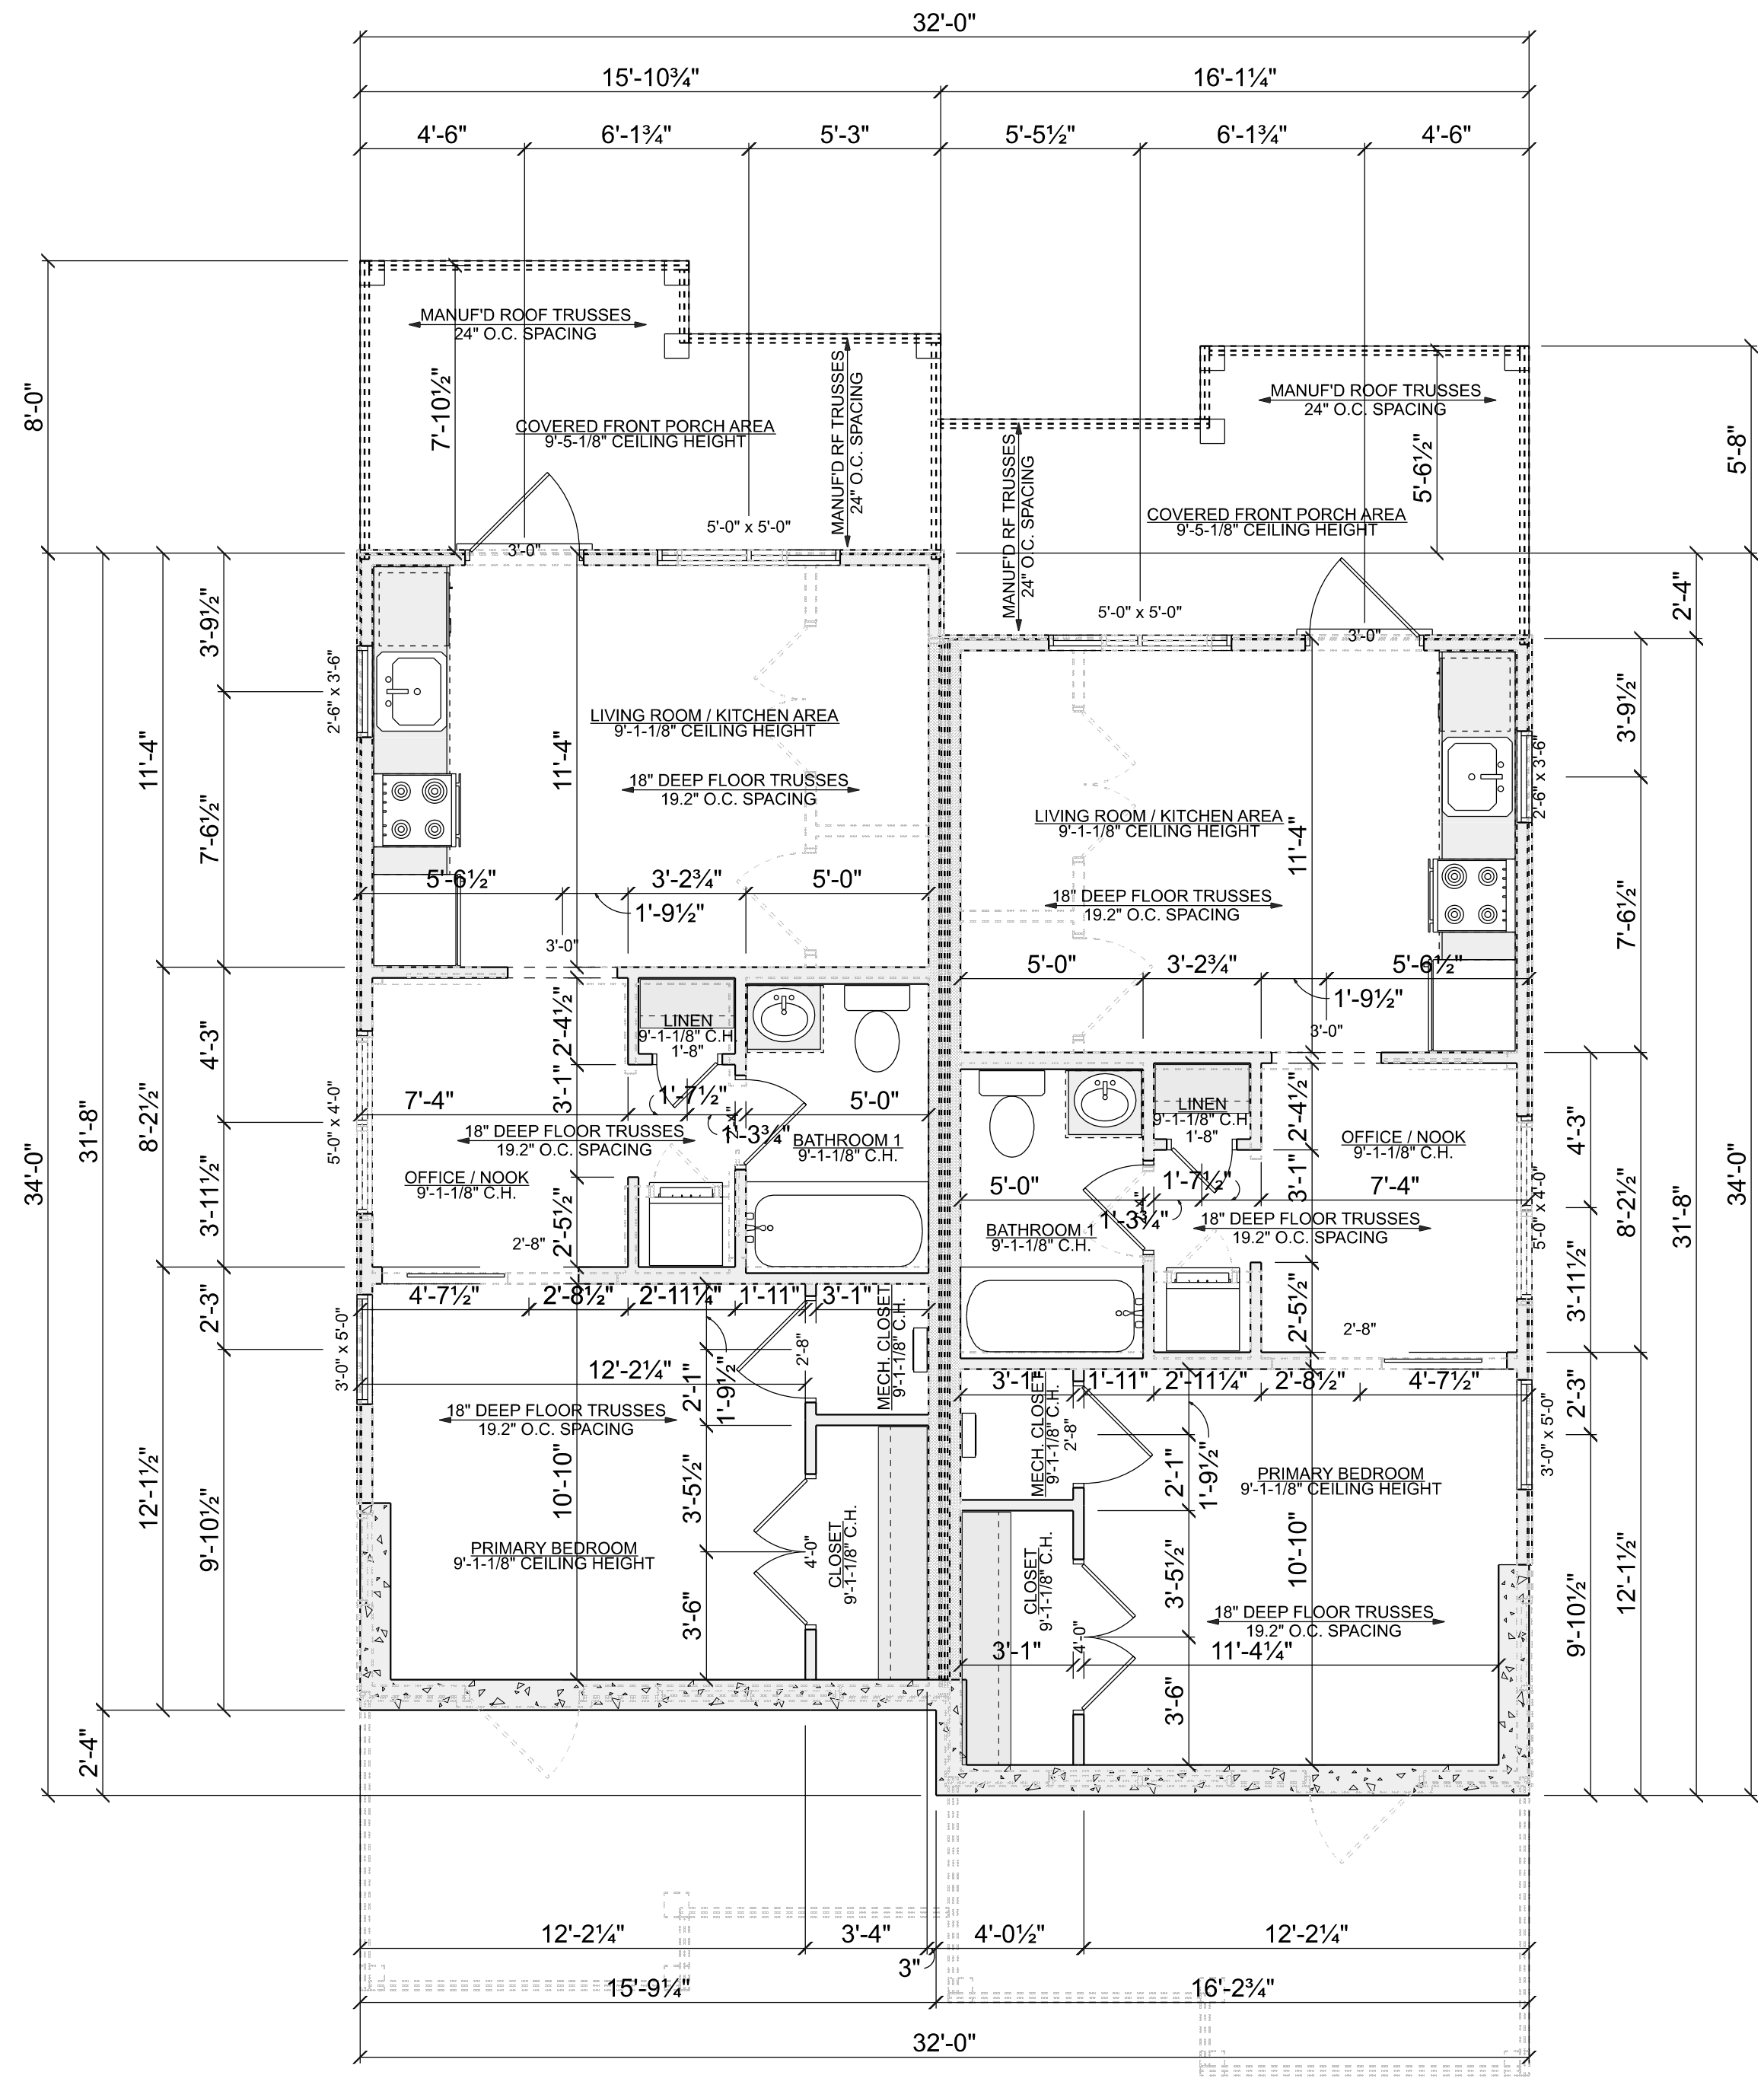 32'-0"
15'-10¾"
16'-1¼"
4'-6"
6'-1¾"
5'-3"
5'-5½"
6'-1¾"
4'-6"
8'-0"
34'-0"
31'-8"
2'-4"
11'-4"
8'-2½"
12'-1½"
3'-9½"
7'-6½"
4'-3"
3'-11½"
2'-3"
9'-10½"
2'-6" x 3'-6"
5'-0" x 4'-0"
3'-0" x 5'-0"
MANUF'D ROOF TRUSSES
24" O.C. SPACING
7'-10½"
COVERED FRONT PORCH AREA
9'-5-1/8" CEILING HEIGHT
MANUF'D RF TRUSSES
24" O.C. SPACING
5'-0" x 5'-0"
3'-0"
LIVING ROOM / KITCHEN AREA
9'-1-1/8" CEILING HEIGHT
11'-4"
18" DEEP FLOOR TRUSSES
19.2" O.C. SPACING
5'-6½"
3'-2¾"
5'-0"
1'-9½"
3'-0"
2'-4½"
LINEN
9'-1-1/8" C.H.
1'-8"
3'-1"
1'-7½"
7'-4"
5'-0"
1'-3¾"
18" DEEP FLOOR TRUSSES
19.2" O.C. SPACING
BATHROOM 1
9'-1-1/8" C.H.
OFFICE / NOOK
9'-1-1/8" C.H.
2'-5½"
2'-8"
4'-7½"
2'-8½"
2'-11¼"
1'-11"
3'-1"
MECH. CLOSET
9'-1-1/8" C.H.
2'-8"
12'-2¼"
2'-1"
1'-9½"
18" DEEP FLOOR TRUSSES
19.2" O.C. SPACING
10'-10"
3'-5½"
PRIMARY BEDROOM
9'-1-1/8" CEILING HEIGHT
4'-0"
CLOSET
9'-1-1/8" C.H.
3'-6"
MANUF'D ROOF TRUSSES
24" O.C. SPACING
5'-6½"
MANUF'D RF TRUSSES
24" O.C. SPACING
COVERED FRONT PORCH AREA
9'-5-1/8" CEILING HEIGHT
5'-0" x 5'-0"
3'-0"
LIVING ROOM / KITCHEN AREA
9'-1-1/8" CEILING HEIGHT
11'-4"
18" DEEP FLOOR TRUSSES
19.2" O.C. SPACING
5'-0"
3'-2¾"
5'-6½"
1'-9½"
3'-0"
2'-4½"
LINEN
9'-1-1/8" C.H.
1'-8"
OFFICE / NOOK
9'-1-1/8" C.H.
3'-1"
5'-0"
1'-7½"
7'-4"
1'-3¾"
18" DEEP FLOOR TRUSSES
19.2" O.C. SPACING
BATHROOM 1
9'-1-1/8" C.H.
2'-5½"
2'-8"
3'-1"
1'-11"
2'-11¼"
2'-8½"
4'-7½"
MECH. CLOSET
9'-1-1/8" C.H.
2'-8"
2'-1"
1'-9½"
PRIMARY BEDROOM
9'-1-1/8" CEILING HEIGHT
10'-10"
3'-5½"
CLOSET
9'-1-1/8" C.H.
4'-0"
18" DEEP FLOOR TRUSSES
19.2" O.C. SPACING
3'-1"
11'-4¼"
3'-6"
2'-6" x 3'-6"
5'-0" x 4'-0"
3'-0" x 5'-0"
5'-8"
34'-0"
2'-4"
31'-8"
3'-9½"
7'-6½"
4'-3"
3'-11½"
8'-2½"
2'-3"
9'-10½"
12'-1½"
12'-2¼"
3'-4"
3"
4'-0½"
12'-2¼"
15'-9¼"
16'-2¾"
32'-0"